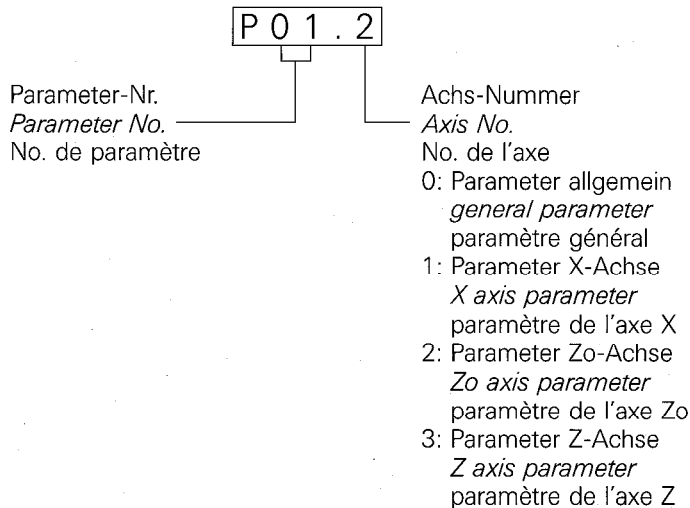 P01.2
Parameter-Nr.
Parameter No.
No. de paramètre
Achs-Nummer
Axis No.
No. de l'axe
0: Parameter allgemein
general parameter
paramètre général
1: Parameter X-Achse
X axis parameter
paramètre de l'axe X
2: Parameter Zo-Achse
Zo axis parameter
paramètre de l'axe Zo
3: Parameter Z-Achse
Z axis parameter
paramètre de l'axe Z